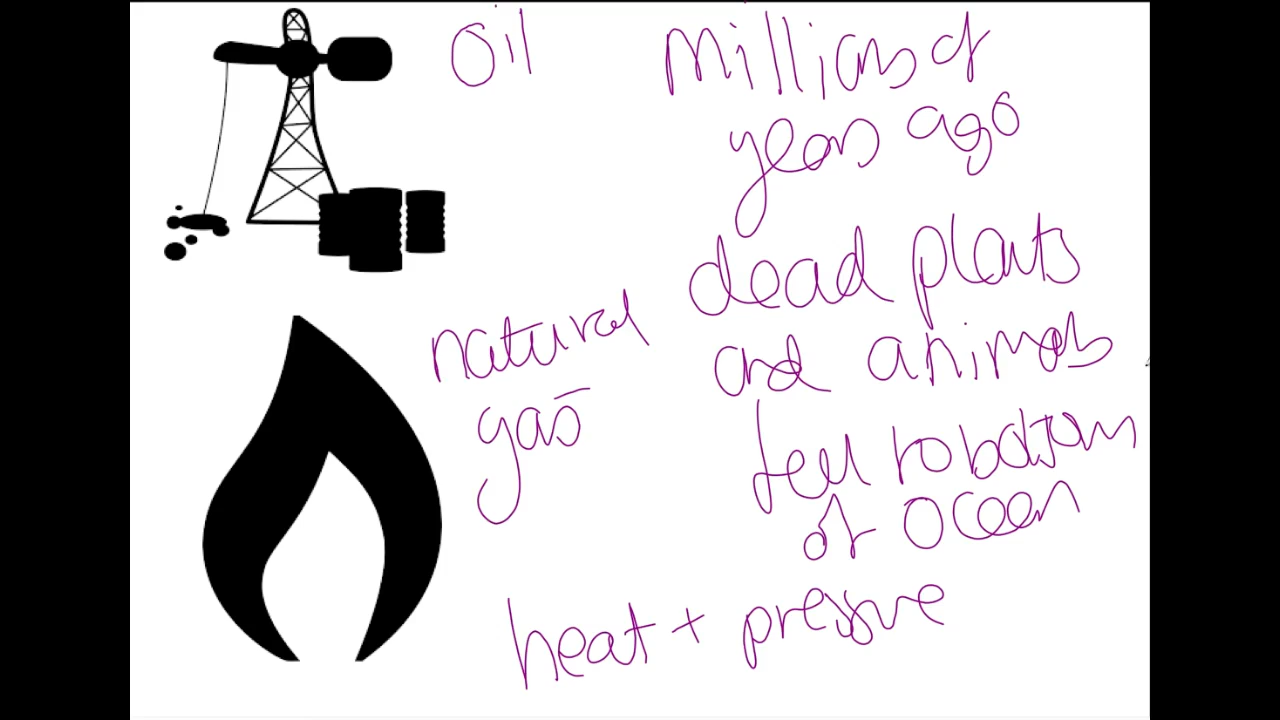 Oil
Millions of
years ago
dead plants
and animals
natural
gas
fell to bottom
of ocean
heat + pressure